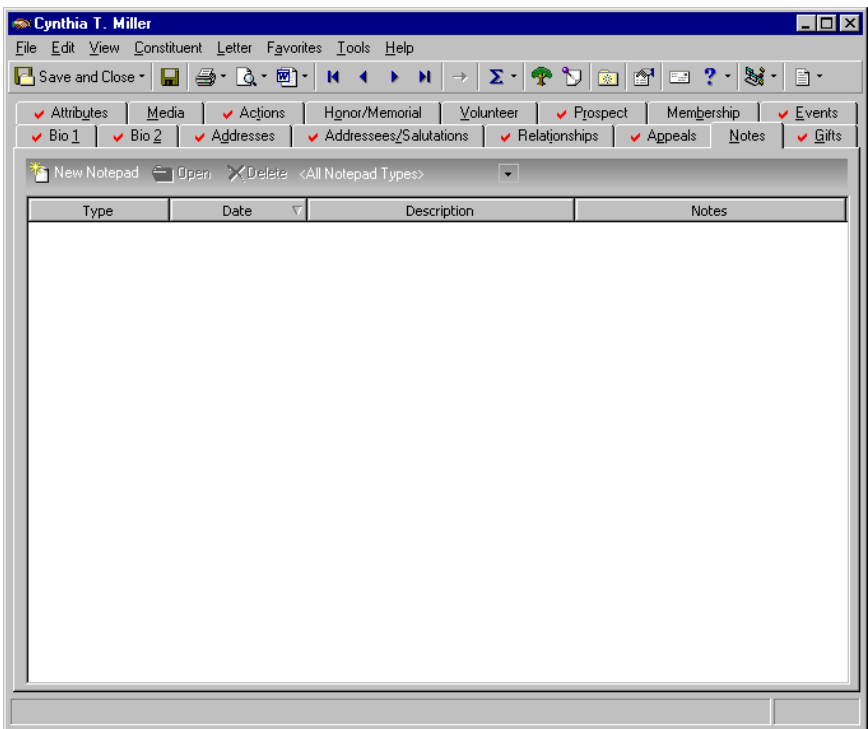 Cynthia T. Miller
File Edit View Constituent Letter Favorites Tools Help
Save and Close
Attributes Media Actions Honor/Memorial Volunteer Prospect Membership Events
Bio 1 Bio 2 Addresses Addressees/Salutations Relationships Appeals Notes Gifts
New Notepad Open Delete <All Notepad Types>
Type Date Description Notes